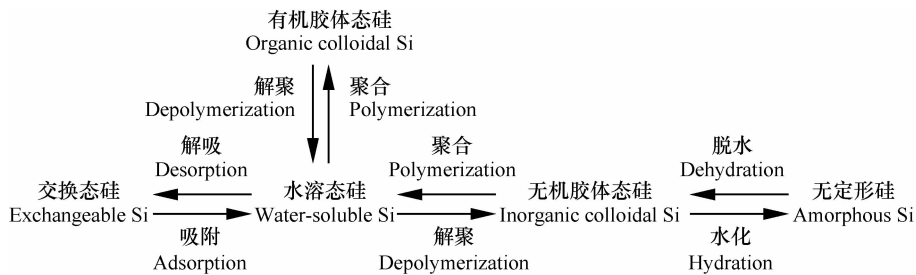 有机胶体态硅
Organic colloidal Si
解聚 聚合
Depolymerization Polymerization
解吸 聚合 脱水
Desorption Polymerization Dehydration
交换态硅 水溶态硅 无机胶体态硅 无定形硅
Exchangeable Si Water-soluble Si Inorganic colloidal Si Amorphous Si
吸附 解聚 水化
Adsorption Depolymerization Hydration